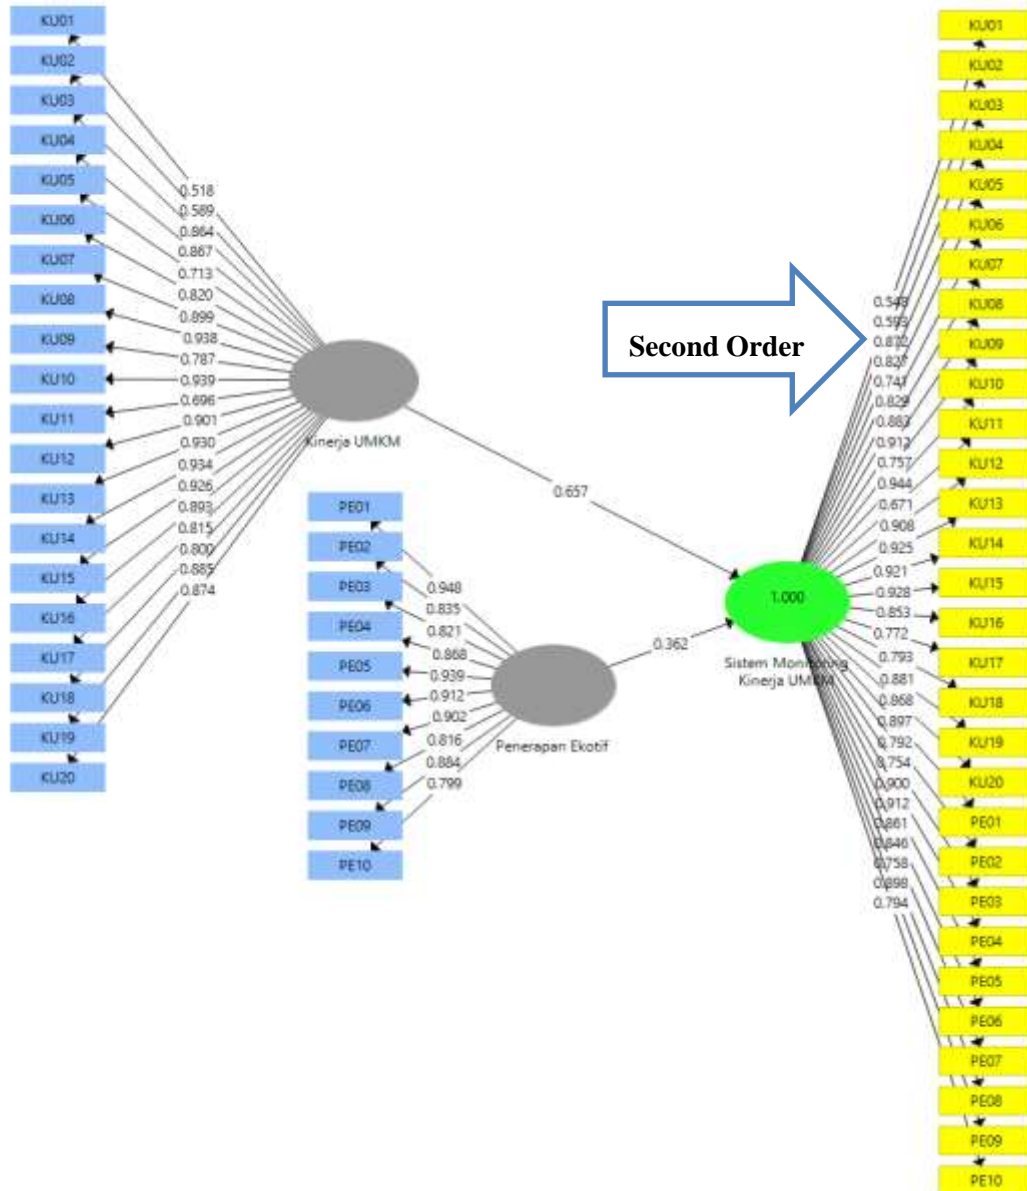 KU01
KU02
KU03
KU04
KU05
KU06
KU07
KU08
KU09
KU10
KU11
KU12
KU13
KU14
KU15
KU16
KU17
KU18
KU19
KU20
0.518
0.589
0.864
0.867
0.713
0.820
0.899
0.938
0.787
0.939
0.696
0.901
0.930
0.934
0.926
0.893
0.815
0.800
0.885
0.874
Kinerja UMKM
0.657
PE01
PE02
PE03
PE04
PE05
PE06
PE07
PE08
PE09
PE10
0.948
0.835
0.821
0.868
0.939
0.912
0.902
0.816
0.884
0.799
Penerapan Ekotif
0.362
Second Order
1.000
Sistem Monitoring
Kinerja UMKM
0.548
0.593
0.872
0.827
0.741
0.829
0.883
0.912
0.757
0.944
0.671
0.908
0.925
0.921
0.928
0.853
0.772
0.793
0.881
0.868
0.897
0.792
0.754
0.900
0.912
0.861
0.846
0.758
0.898
0.794
KU01
KU02
KU03
KU04
KU05
KU06
KU07
KU08
KU09
KU10
KU11
KU12
KU13
KU14
KU15
KU16
KU17
KU18
KU19
KU20
PE01
PE02
PE03
PE04
PE05
PE06
PE07
PE08
PE09
PE10